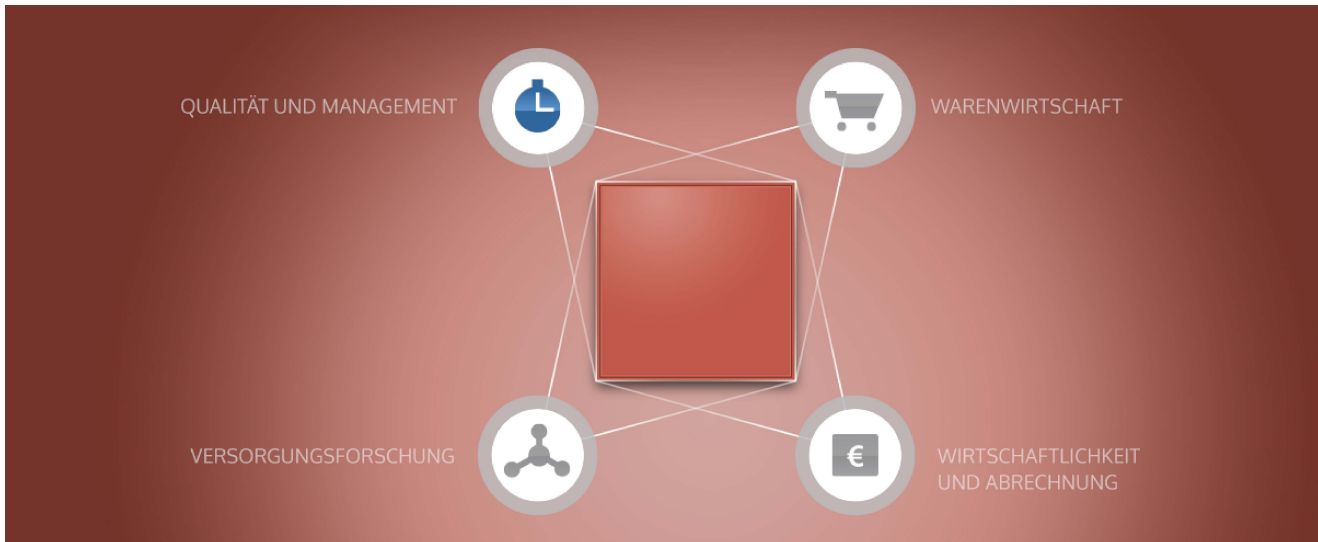 QUALITÄT UND MANAGEMENT
WARENWIRTSCHAFT
VERSORGUNGSFORSCHUNG
€
WIRTSCHAFTLICHKEIT
UND ABRECHNUNG